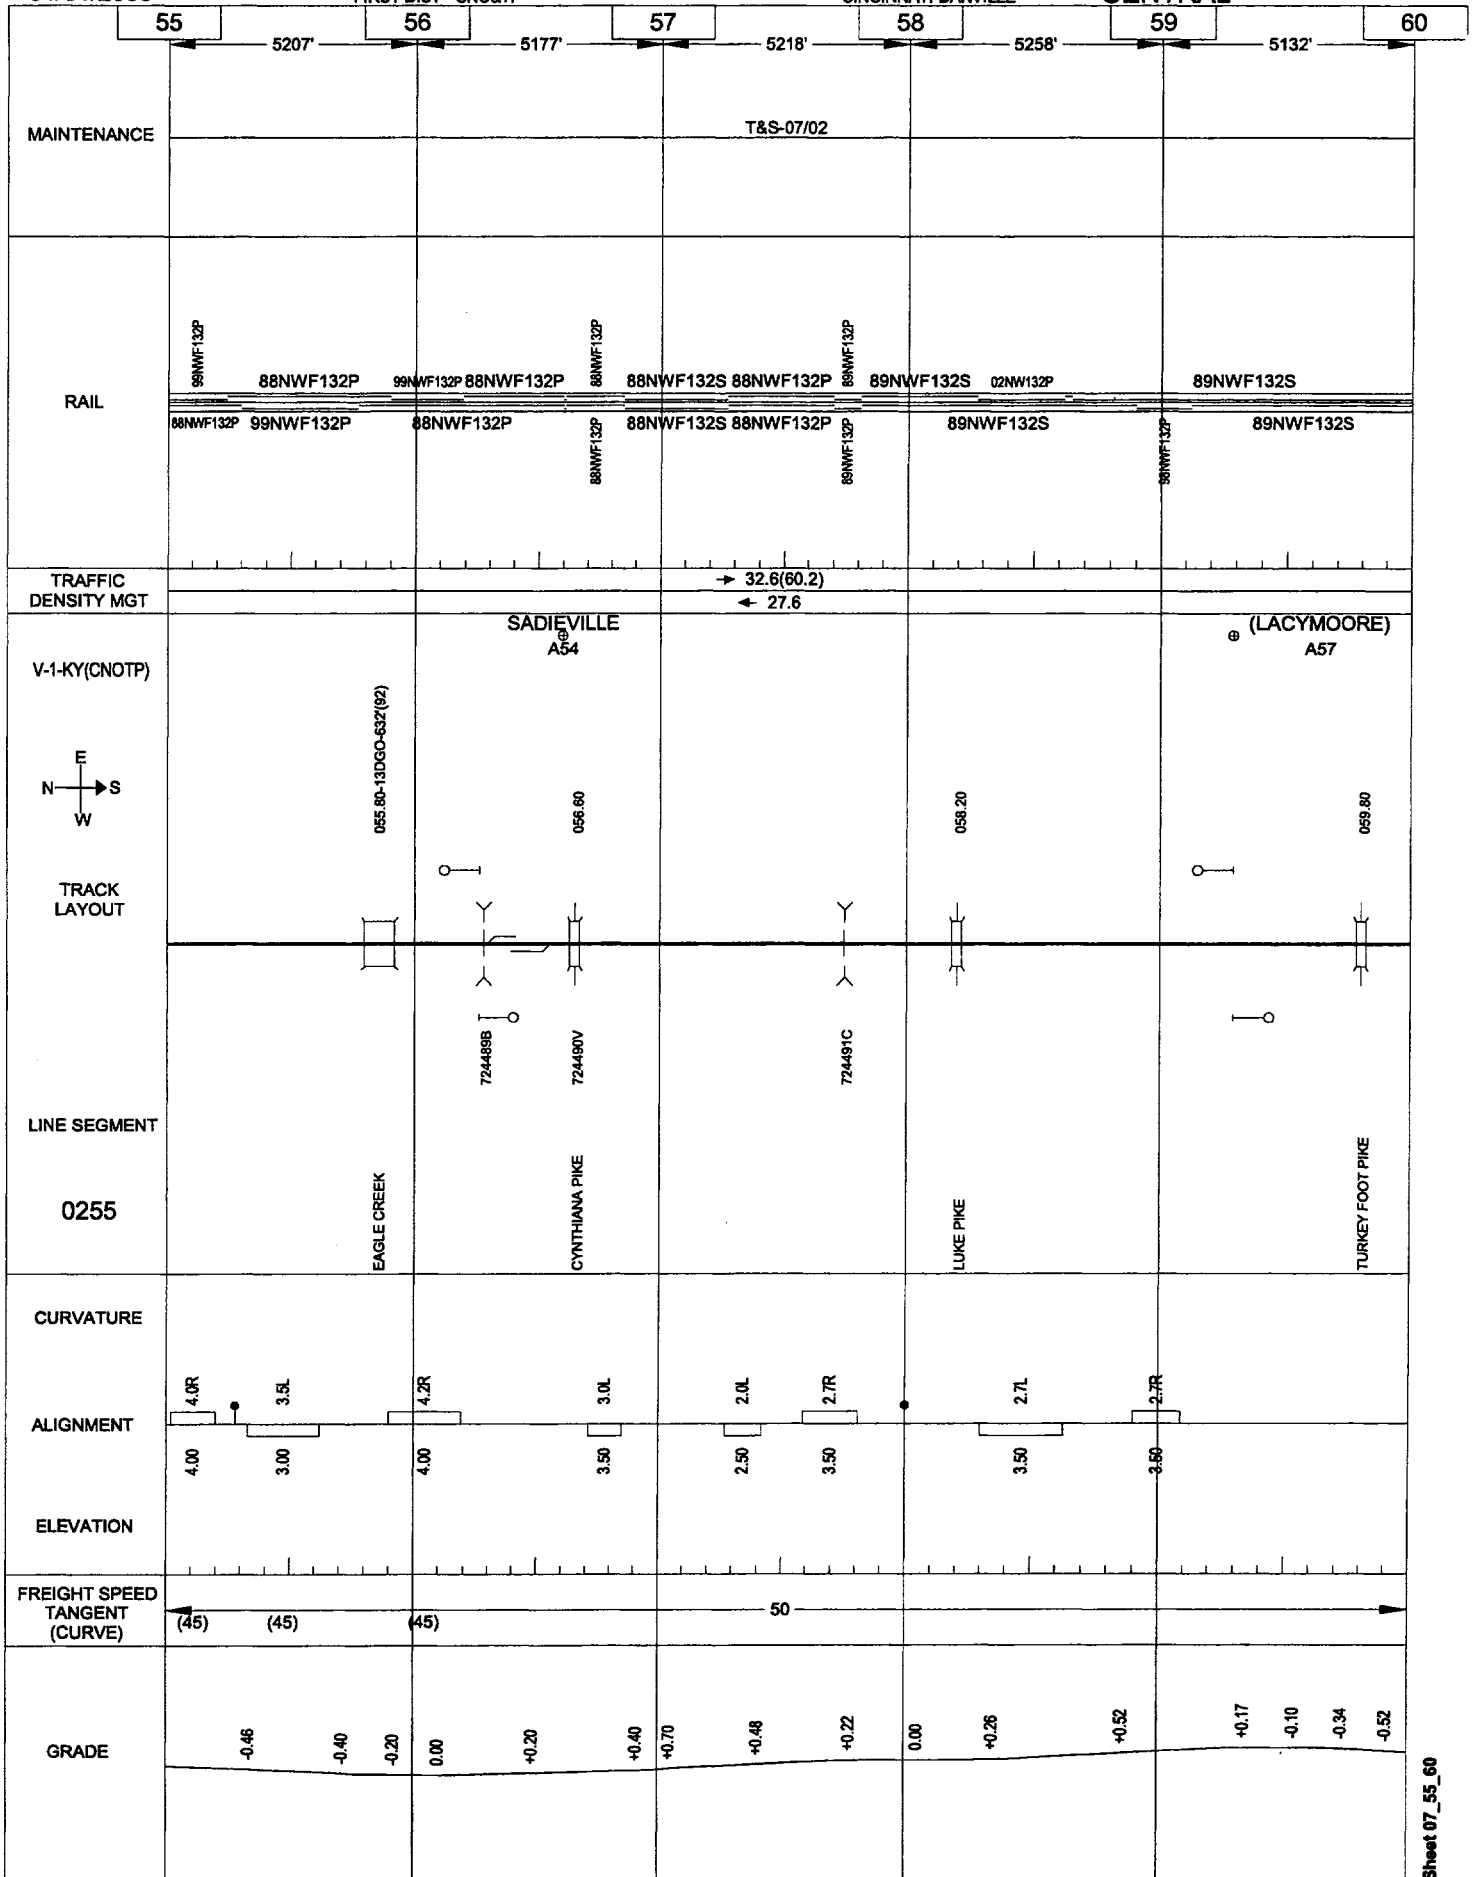 55 56 57 58 59 60
5207' 5177' 5218' 5258' 5132'
MAINTENANCE
T&S-07/02
RAIL
99NWF132P 88NWF132P 99NWF132P 88NWF132P 88NWF132P 88NWF132S 88NWF132P 89NWF132P 89NWF132S 02NW132P 89NWF132S
88NWF132P 99NWF132P 88NWF132P 88NWF132P 88NWF132S 88NWF132P 89NWF132P 89NWF132S 98NWF132P 89NWF132S
TRAFFIC
DENSITY MGT
→ 32.6(60.2)
← 27.6
SADIEVILLE
A54
(LACYMOORE)
A57
V-1-KY(CNOTP)
E
N S
W
055.80-13DGO-632'(92)
056.60
058.20
059.80
TRACK
LAYOUT
724489B
724490V
724491C
LINE SEGMENT
0255
EAGLE CREEK
CYNTHIANA PIKE
LUKE PIKE
TURKEY FOOT PIKE
CURVATURE
4.0R 3.5L 4.2R 3.0L 2.0L 2.7R 2.7L 2.7R
ALIGNMENT
4.00 3.00 4.00 3.50 2.50 3.50 3.50 3.50
ELEVATION
FREIGHT SPEED
TANGENT
(CURVE)
(45) (45) (45) 50
GRADE
-0.46 -0.40 -0.20 0.00 +0.20 +0.40 +0.70 +0.48 +0.22 0.00 +0.26 +0.52 +0.17 -0.10 -0.34 -0.52
Sheet 07_55_60